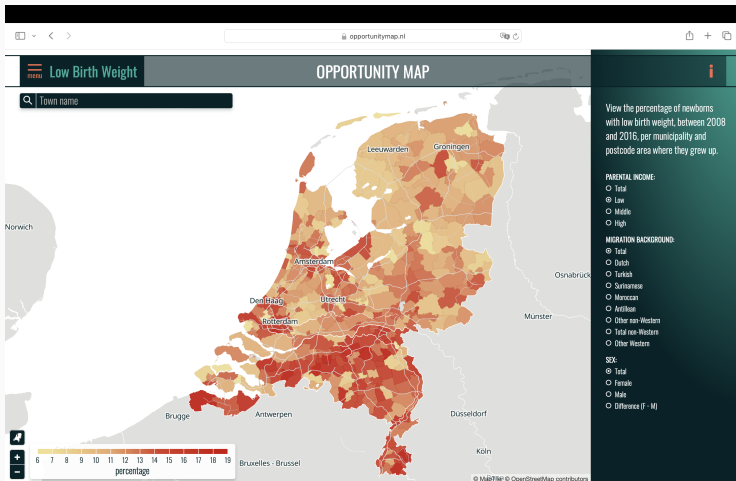 opportunitymap.nl
menu
Low Birth Weight
OPPORTUNITY MAP
i
Town name
View the percentage of newborns
with low birth weight, between 2008
and 2016, per municipality and
postcode area where they grew up.
PARENTAL INCOME:
Total
Low
Middle
High
MIGRATION BACKGROUND:
Total
Dutch
Turkish
Surinamese
Moroccan
Antillean
Other non-Western
Total non-Western
Other Western
SEX:
Total
Female
Male
Difference (F - M)
Leeuwarden
Groningen
Norwich
Amsterdam
Osnabrück
Den Haag
Utrecht
Münster
Rotterdam
Brugge
Antwerpen
Düsseldorf
Köln
Bruxelles - Brussel
+
−
6 7 8 9 10 11 12 13 14 15 16 17 18 19
percentage
© MapTiler © OpenStreetMap contributors